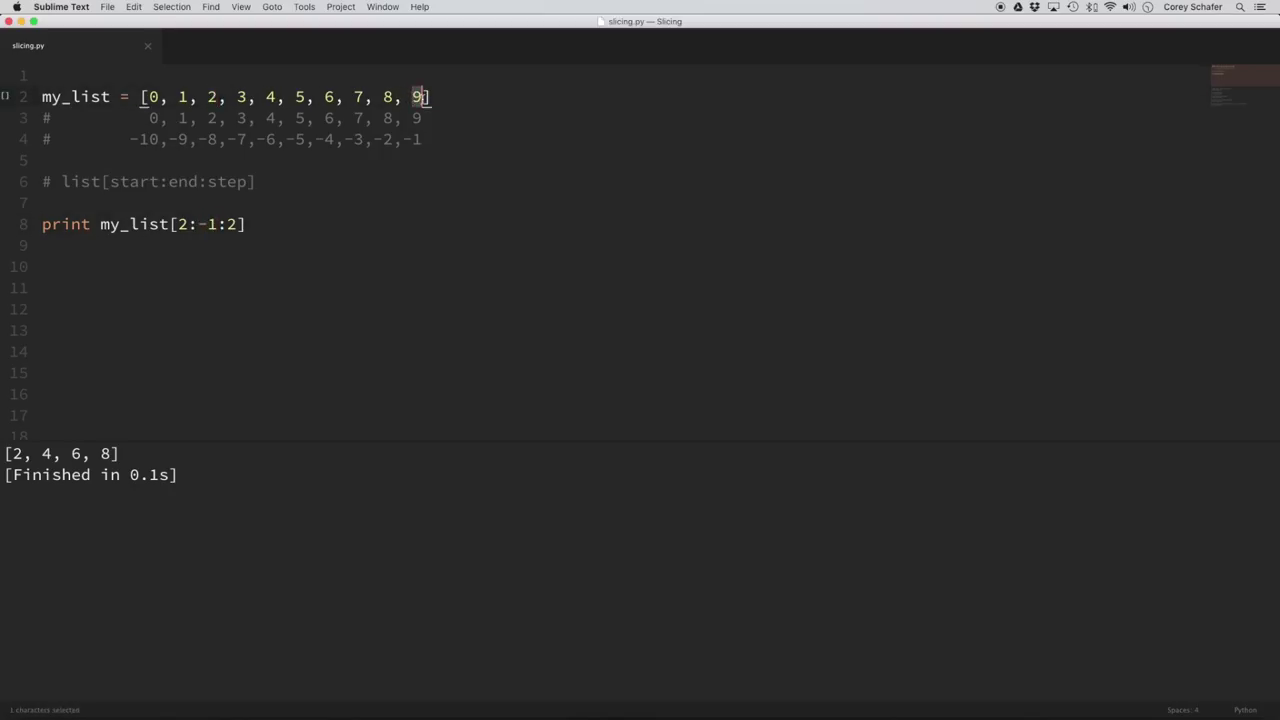 Sublime Text File Edit Selection Find View Goto Tools Project Window Help Corey Schafer
slicing.py — Slicing
slicing.py
1
2 my_list = [0, 1, 2, 3, 4, 5, 6, 7, 8, 9]
3 #          0, 1, 2, 3, 4, 5, 6, 7, 8, 9
4 #        -10,-9,-8,-7,-6,-5,-4,-3,-2,-1
5
6 # list[start:end:step]
7
8 print my_list[2:-1:2]
9
10
11
12
13
14
15
16
17
18
[2, 4, 6, 8]
[Finished in 0.1s]
1 characters selected Spaces: 4 Python